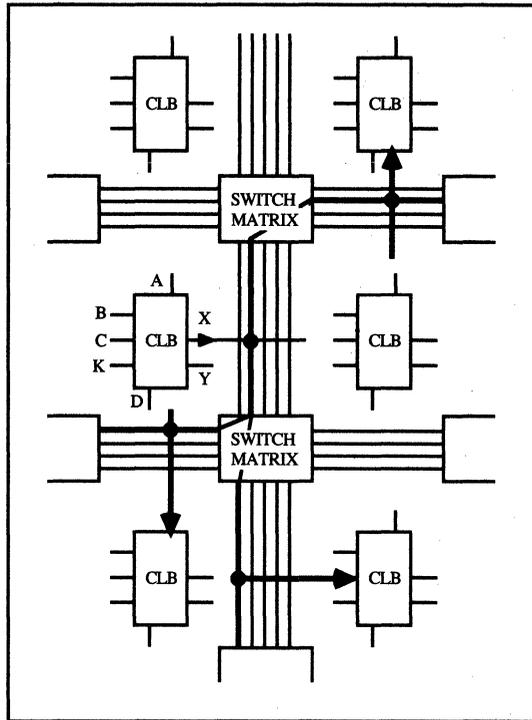 CLB
CLB
SWITCH
MATRIX
A
B
X
C
CLB
CLB
K
Y
D
SWITCH
MATRIX
CLB
CLB